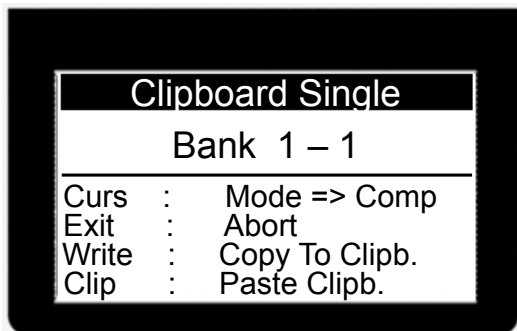 Clipboard Single
Bank 1 – 1
Curs : Mode => Comp
Exit : Abort
Write : Copy To Clipb.
Clip : Paste Clipb.